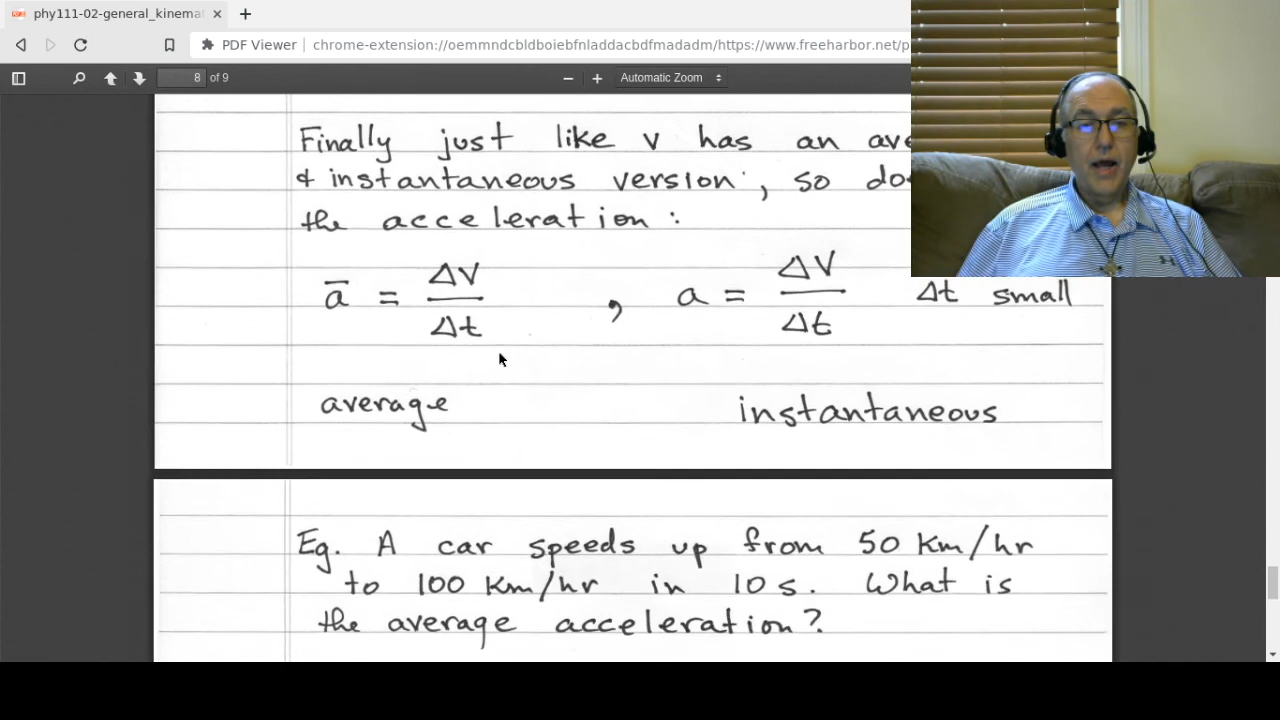 phy111-02-general_kinemat
PDF Viewer
chrome-extension://oemmndcbldboiebfnladdacbdfmadadm/https://www.freeharbor.net/p
8 of 9
Automatic Zoom
Finally just like v has an ave
& instantaneous version, so do
the acceleration:
a̅ = ΔV/Δt , a = ΔV/Δt Δt small
average instantaneous
Eg. A car speeds up from 50 Km/hr
to 100 Km/hr in 10 s. What is
the average acceleration?